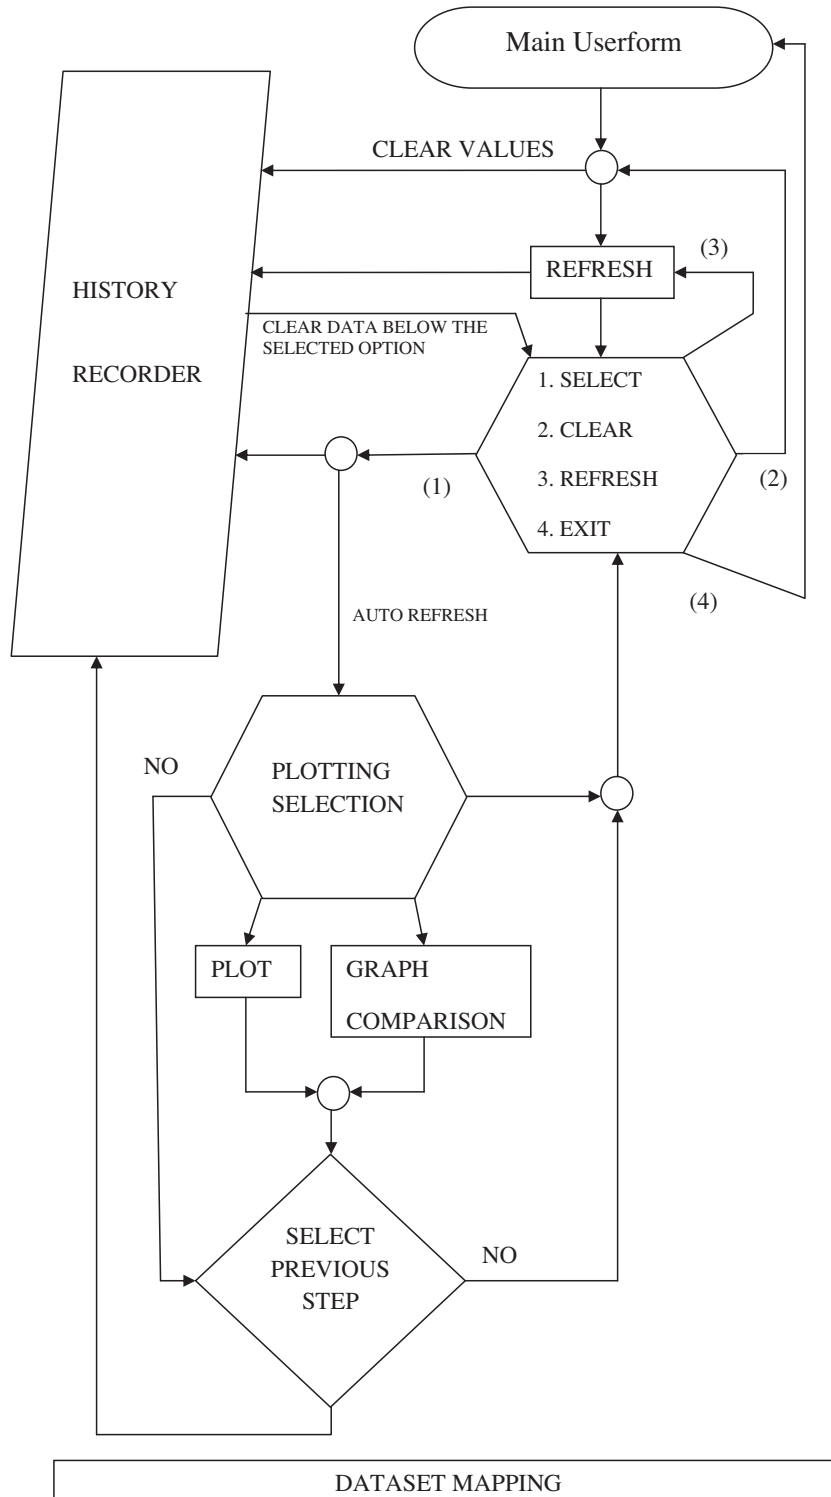 Main Userform
CLEAR VALUES
REFRESH
(3)
HISTORY
RECORDER
CLEAR DATA BELOW THE
SELECTED OPTION
1. SELECT
2. CLEAR
3. REFRESH
4. EXIT
(1)
(2)
(4)
AUTO REFRESH
NO
PLOTTING
SELECTION
PLOT
GRAPH
COMPARISON
SELECT
PREVIOUS
STEP
NO
DATASET MAPPING